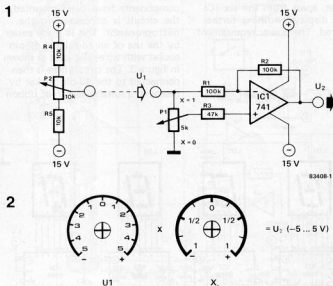 1
15 V
15 V
R4
10k
P2
10k
R5
10k
15 V
U1
X = 1
P1
5k
X = 0
R1
100k
R2
100k
R3
47k
IC1
741
15 V
U2
83408-1
2
5 4 3 2 1 0 1 2 3 4 5
- +
U1
X
1 1/2 0 1/2 1
- +
X
= U2 (-5 ... 5 V)